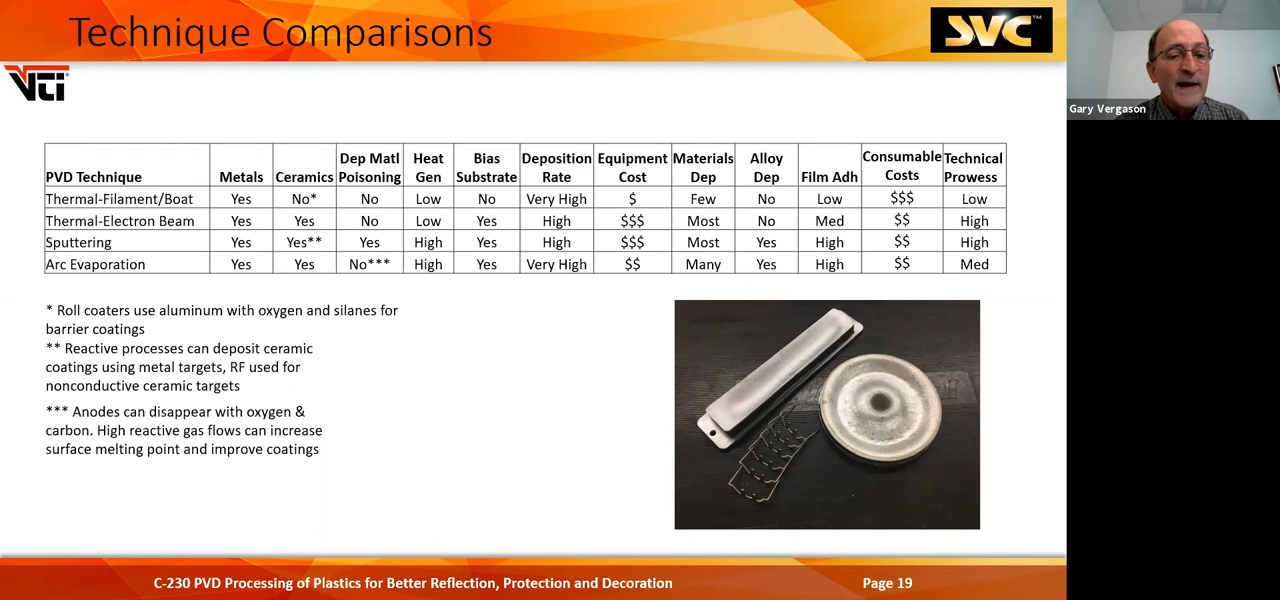 Technique Comparisons
SVC™
Gary Vergason
VTi®
PVD Technique Metals Ceramics Dep Matl Poisoning Heat Gen Bias Substrate Deposition Rate Equipment Cost Materials Dep Alloy Dep Film Adh Consumable Costs Technical Prowess
Thermal-Filament/Boat Yes No* No Low No Very High $ Few No Low $$$ Low
Thermal-Electron Beam Yes Yes No Low Yes High $$$ Most No Med $$ High
Sputtering Yes Yes** Yes High Yes High $$$ Most Yes High $$ High
Arc Evaporation Yes Yes No*** High Yes Very High $$ Many Yes High $$ Med
* Roll coaters use aluminum with oxygen and silanes for
barrier coatings
** Reactive processes can deposit ceramic
coatings using metal targets, RF used for
nonconductive ceramic targets
*** Anodes can disappear with oxygen &
carbon. High reactive gas flows can increase
surface melting point and improve coatings
C-230 PVD Processing of Plastics for Better Reflection, Protection and Decoration
Page 19